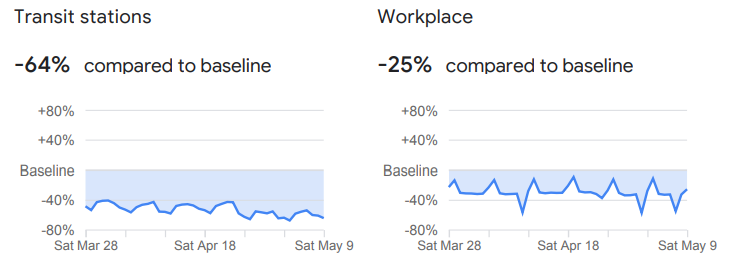 Transit stations
-64% compared to baseline
+80%
+40%
Baseline
-40%
-80%
Sat Mar 28 Sat Apr 18 Sat May 9
Workplace
-25% compared to baseline
+80%
+40%
Baseline
-40%
-80%
Sat Mar 28 Sat Apr 18 Sat May 9